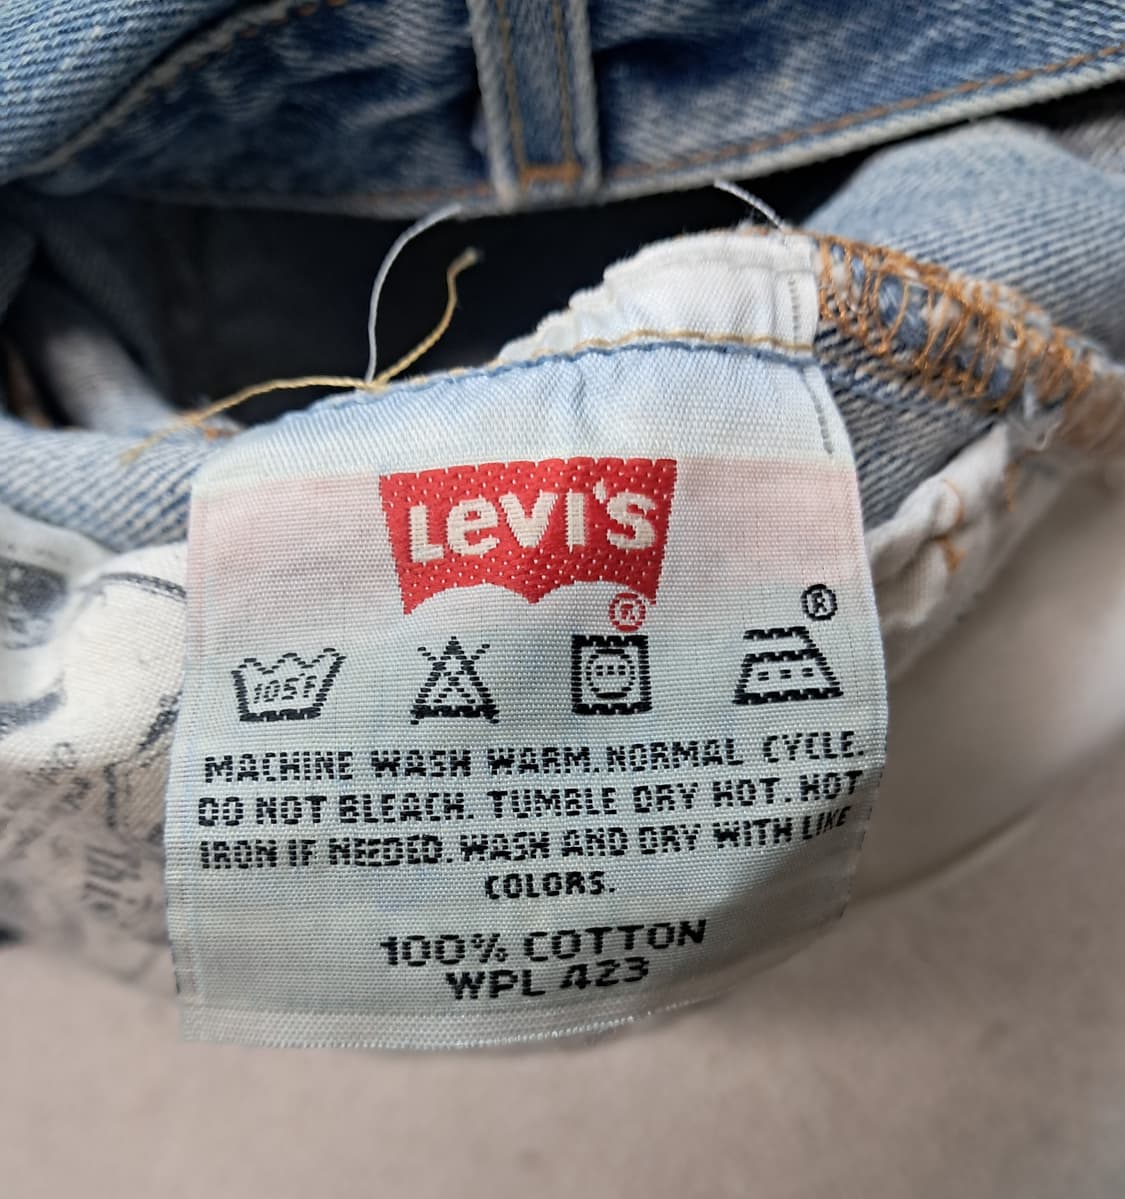 LEVI'S
®
®
105F
MACHINE WASH WARM. NORMAL CYCLE.
DO NOT BLEACH. TUMBLE DRY HOT. HOT
IRON IF NEEDED. WASH AND DRY WITH LIKE
COLORS.
100% COTTON
WPL 423